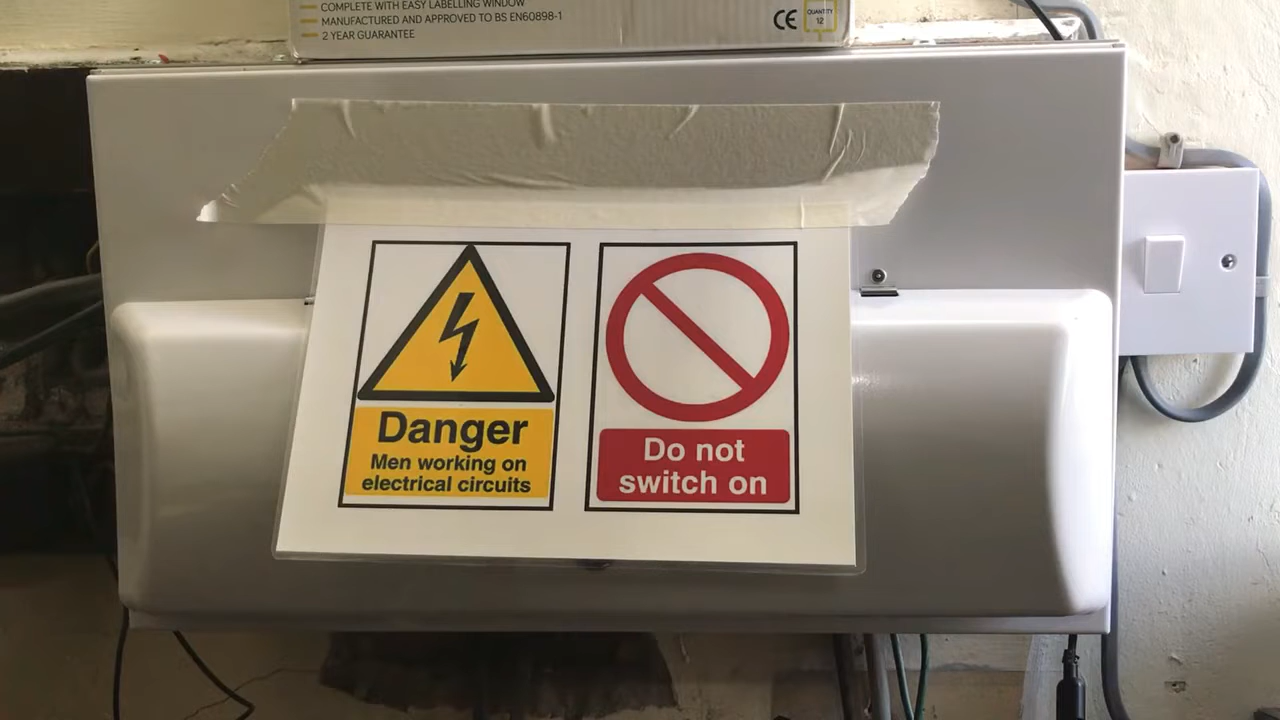 COMPLETE WITH EASY LABELLING WINDOW
MANUFACTURED AND APPROVED TO BS EN60898-1
2 YEAR GUARANTEE
CE
QUANTITY
12
Danger
Men working on
electrical circuits
Do not
switch on